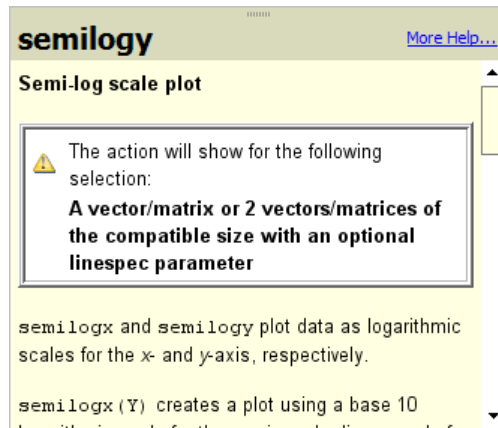 semilogy
More Help...
Semi-log scale plot
The action will show for the following
selection:
A vector/matrix or 2 vectors/matrices of
the compatible size with an optional
linespec parameter
semilogx and semilogy plot data as logarithmic
scales for the x- and y-axis, respectively.
semilogx(Y) creates a plot using a base 10